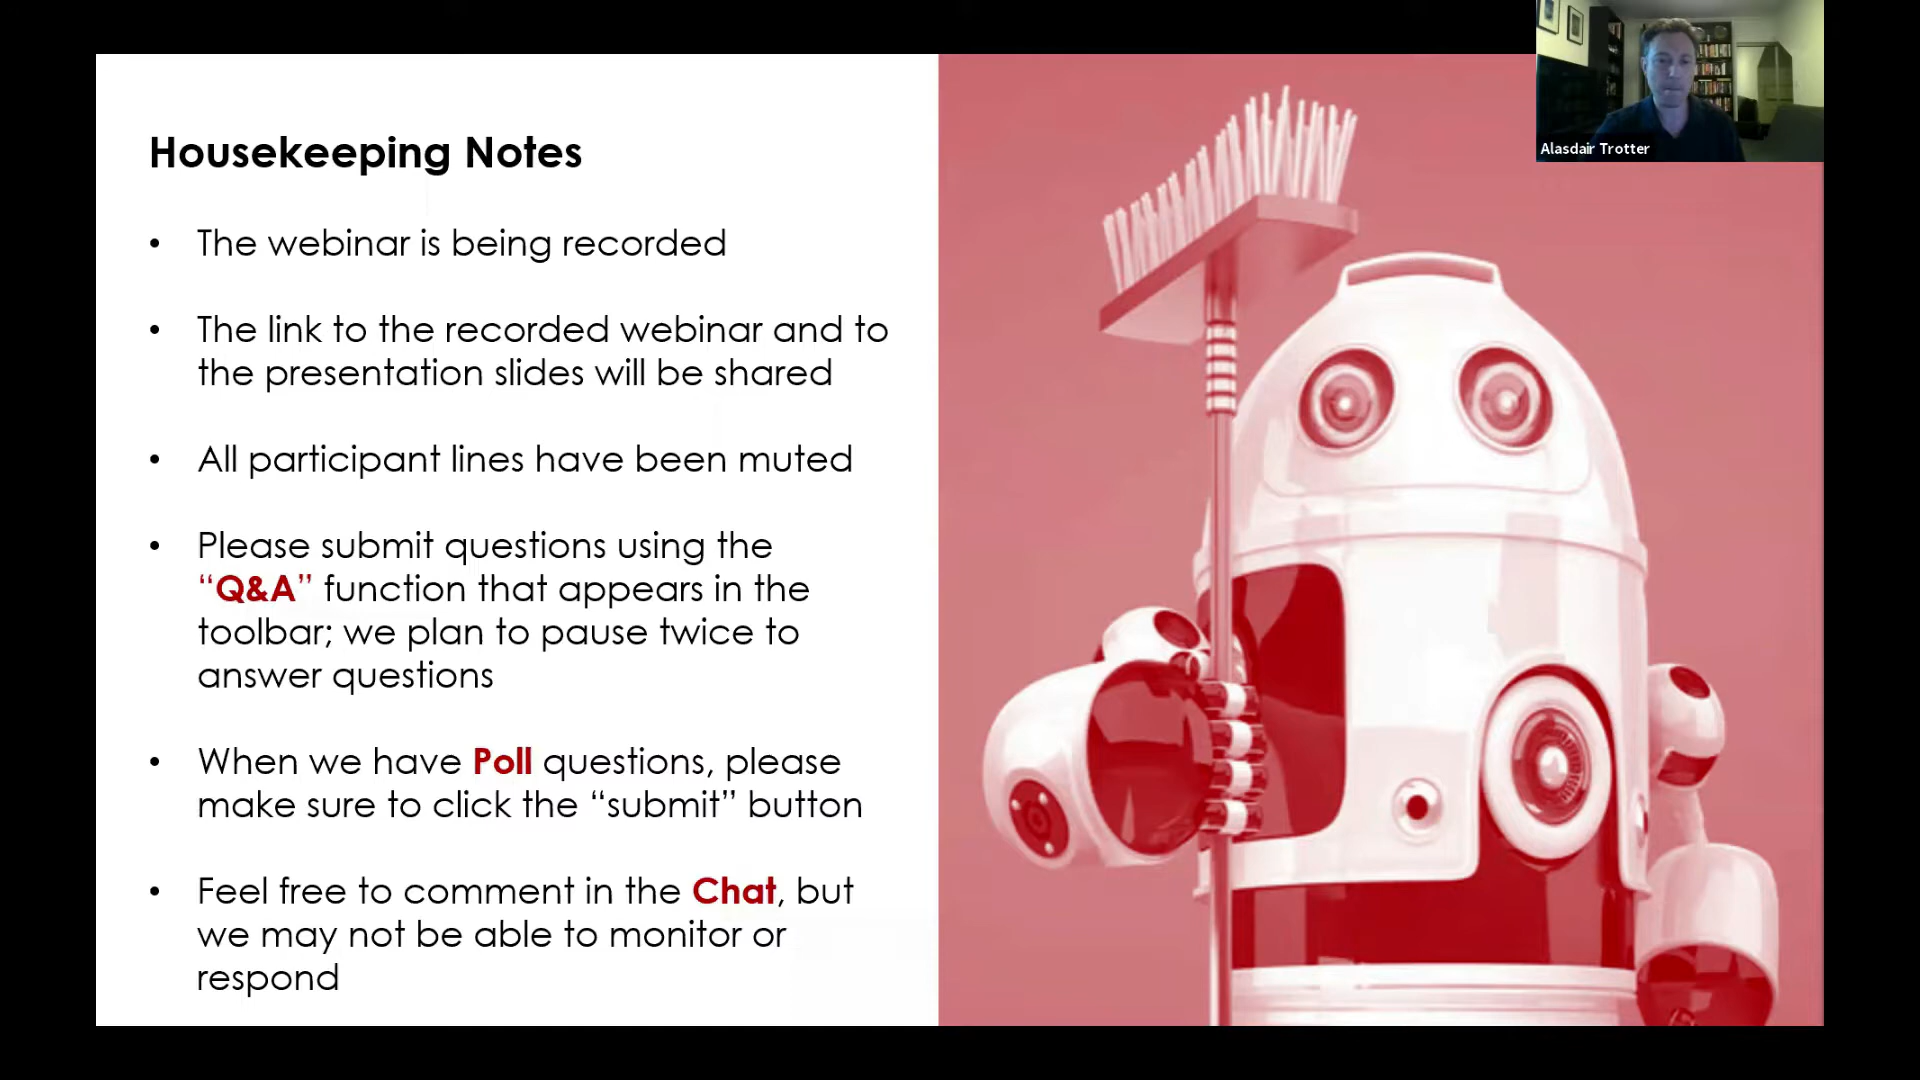 Housekeeping Notes
• The webinar is being recorded
• The link to the recorded webinar and to
the presentation slides will be shared
• All participant lines have been muted
• Please submit questions using the
“Q&A” function that appears in the
toolbar; we plan to pause twice to
answer questions
• When we have Poll questions, please
make sure to click the “submit” button
• Feel free to comment in the Chat, but
we may not be able to monitor or
respond
Alasdair Trotter